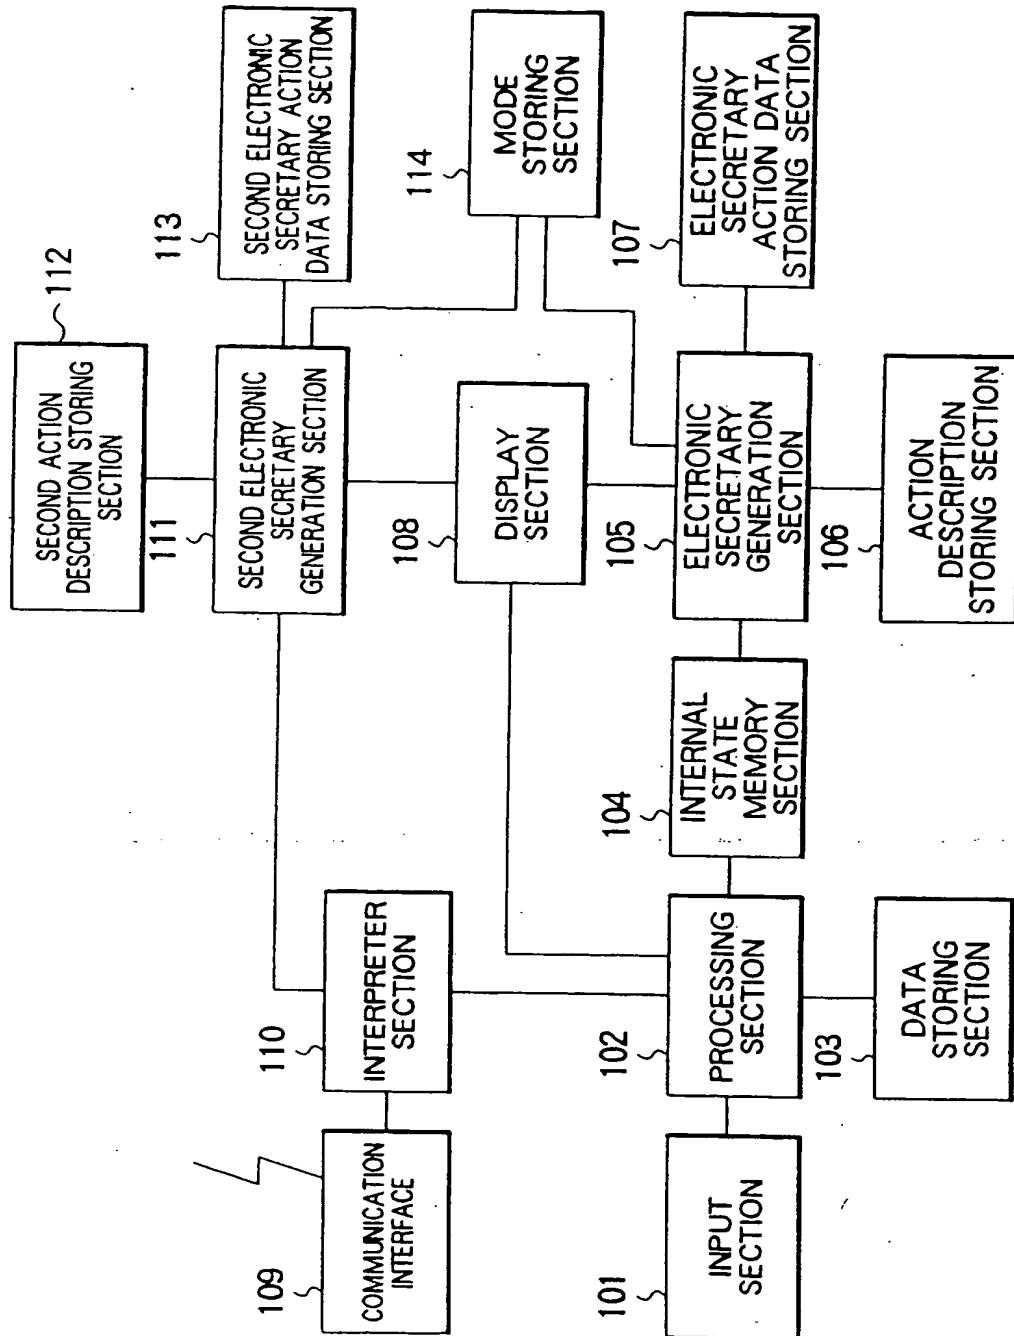 109
COMMUNICATION
INTERFACE
110
INTERPRETER
SECTION
111
SECOND ELECTRONIC
SECRETARY
GENERATION SECTION
112
SECOND ACTION
DESCRIPTION STORING
SECTION
113
SECOND ELECTRONIC
SECRETARY ACTION
DATA STORING SECTION
108
DISPLAY
SECTION
114
MODE
STORING
SECTION
101
INPUT
SECTION
102
PROCESSING
SECTION
103
DATA
STORING
SECTION
104
INTERNAL
STATE
MEMORY
SECTION
105
ELECTRONIC
SECRETARY
GENERATION
SECTION
106
ACTION
DESCRIPTION
STORING SECTION
107
ELECTRONIC
SECRETARY
ACTION DATA
STORING SECTION